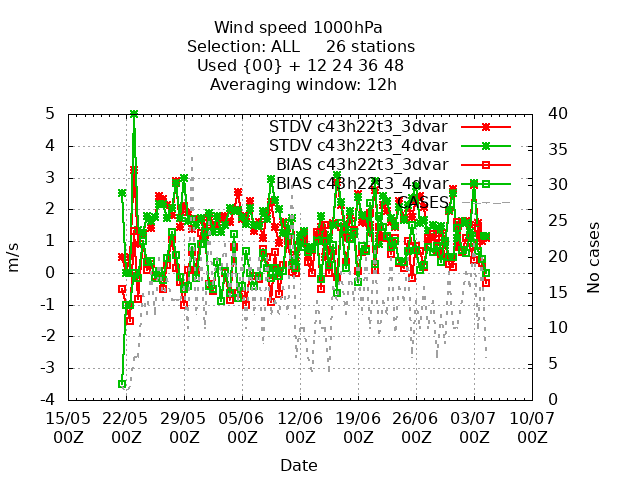 Wind speed 1000hPa
Selection: ALL     26 stations
Used {00} + 12 24 36 48
Averaging window: 12h
STDV c43h22t3_3dvar
STDV c43h22t3_4dvar
BIAS c43h22t3_3dvar
BIAS c43h22t3_4dvar
CASES
5
4
3
2
1
0
-1
-2
-3
-4
m/s
40
35
30
25
20
15
10
5
0
No cases
15/05 22/05 29/05 05/06 12/06 19/06 26/06 03/07 10/07
00Z 00Z 00Z 00Z 00Z 00Z 00Z 00Z 00Z
Date